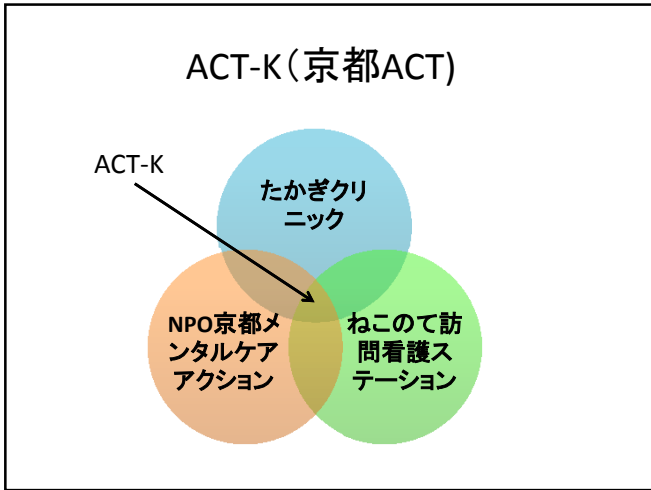 ACT-K（京都ACT)
ACT-K
たかぎクリ
ニック
NPO京都メ
ンタルケア
アクション
ねこのて訪
問看護ス
テーション